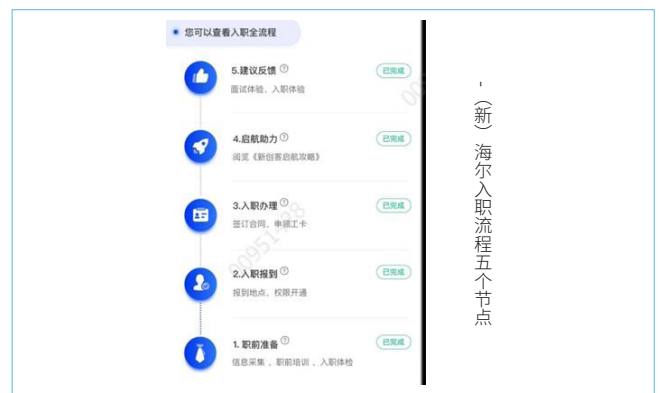 您可以查看入职全流程
5.建议反馈
已完成
面试体验、入职体验
4.启航助力
已完成
阅览《新创客启航攻略》
3.入职办理
已完成
签订合同、申领工卡
2.入职报到
已完成
报到地点、权限开通
1. 职前准备
已完成
信息采集 、职前培训 、入职体检
-（新）海尔入职流程五个节点
00951428